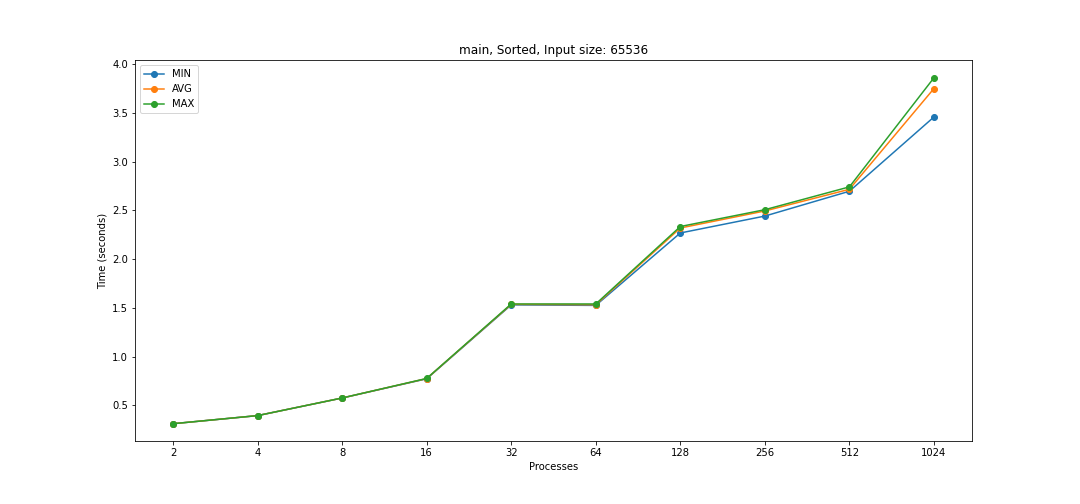 main, Sorted, Input size: 65536
MIN
AVG
MAX
Time (seconds)
4.0
3.5
3.0
2.5
2.0
1.5
1.0
0.5
2 4 8 16 32 64 128 256 512 1024
Processes